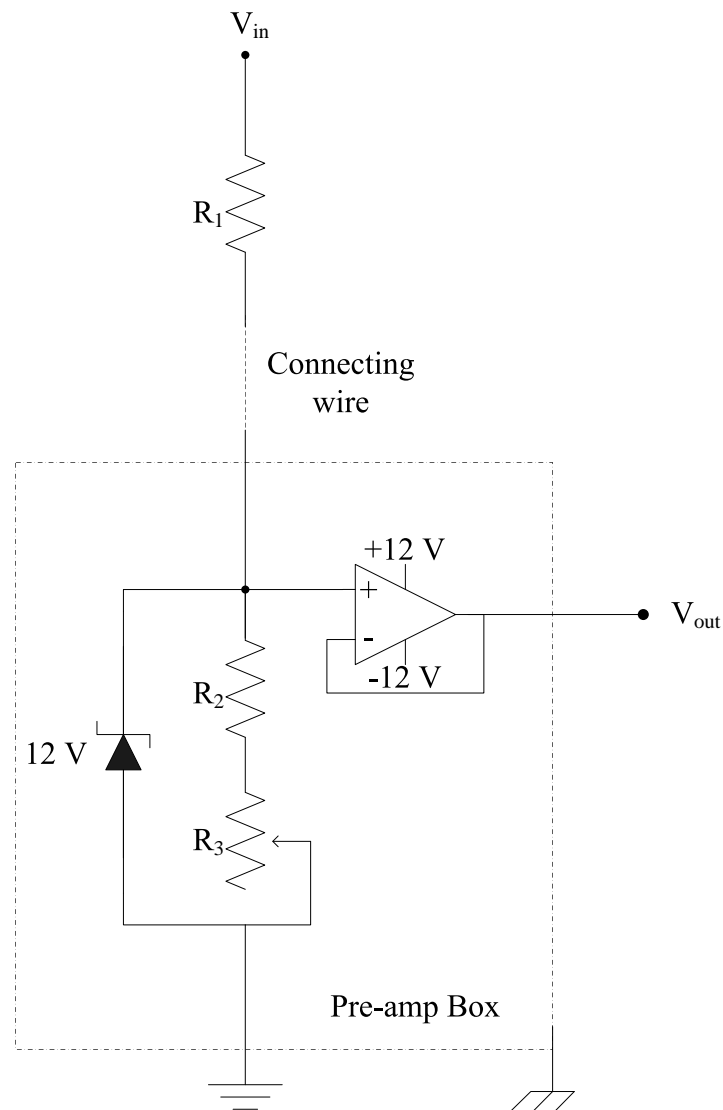 V_in
R_1
Connecting
wire
+12 V
+
-
-12 V
V_out
R_2
12 V
R_3
Pre-amp Box